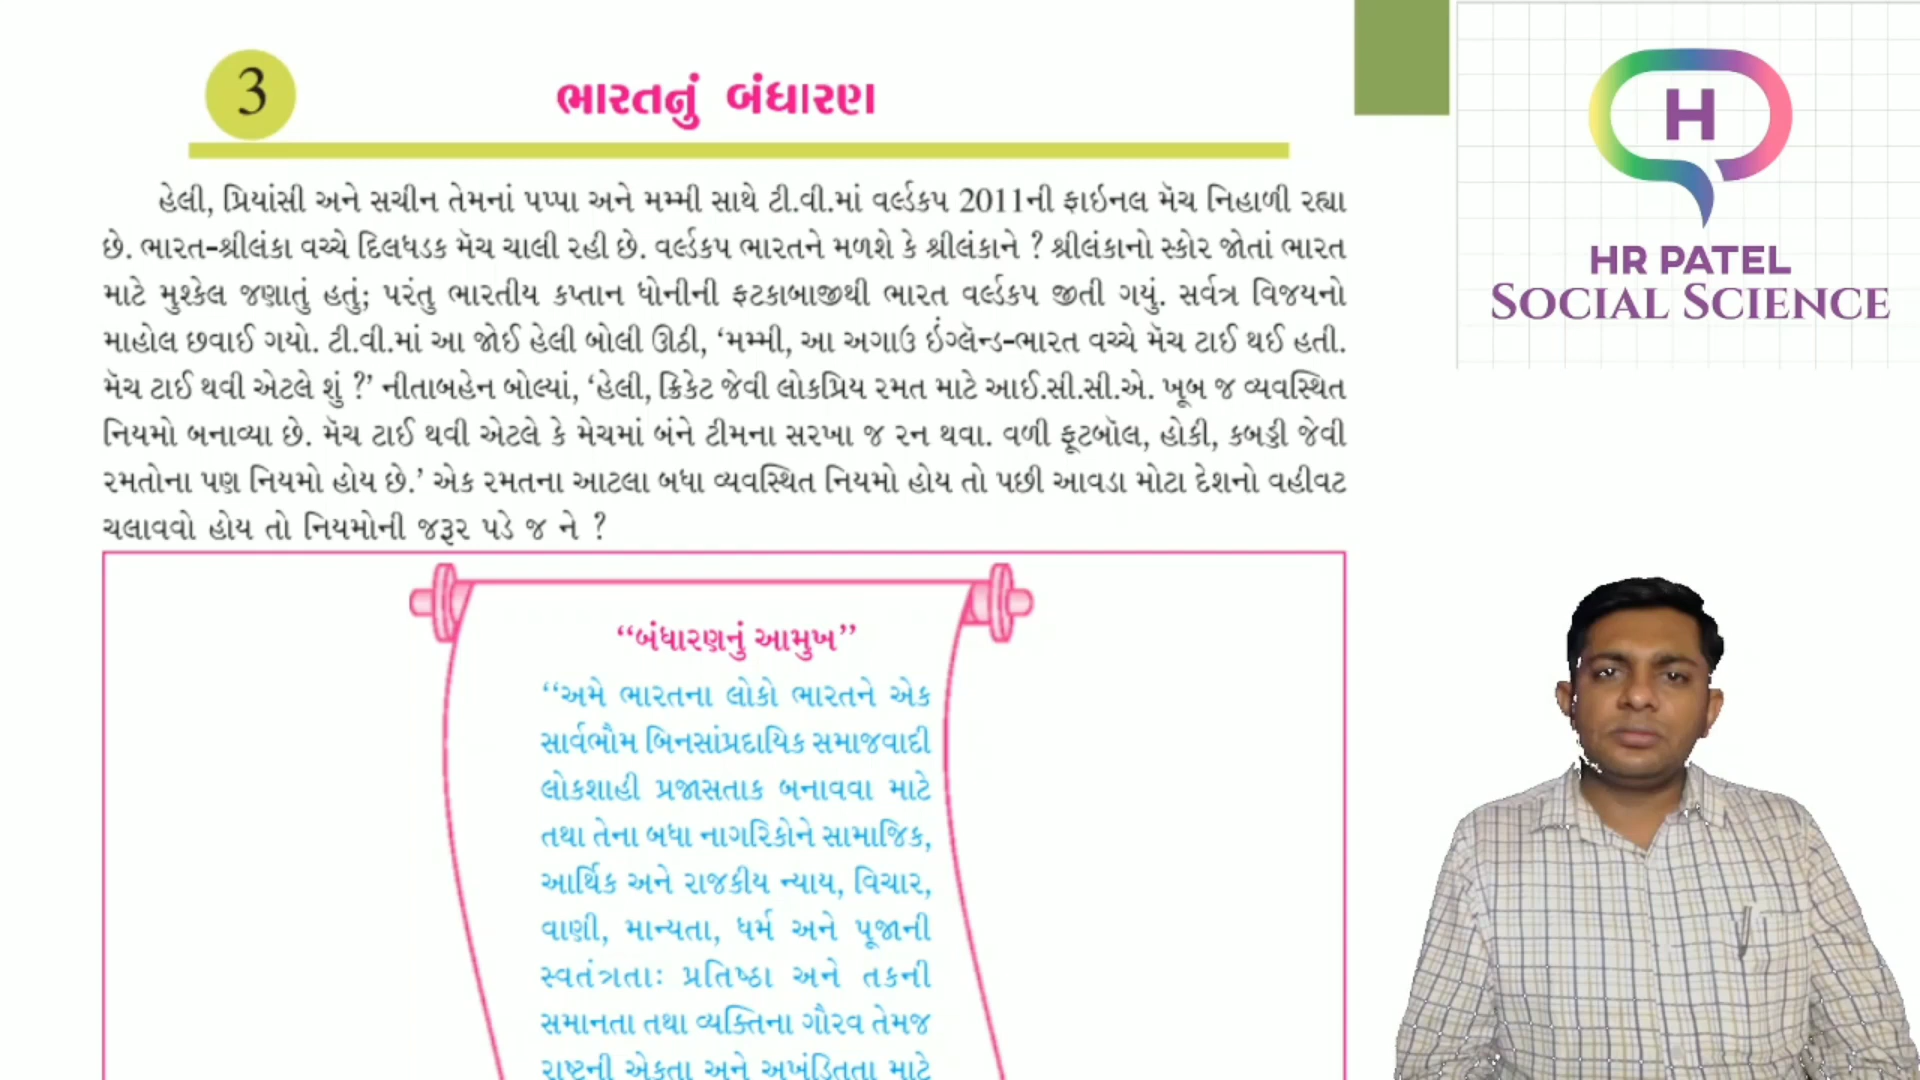 3
ભારતનું બંધારણ
હેલી, પ્રિયાંસી અને સચીન તેમનાં પપ્પા અને મમ્મી સાથે ટી.વી.માં વર્લ્ડકપ 2011ની ફાઇનલ મૅચ નિહાળી રહ્યા
છે. ભારત-શ્રીલંકા વચ્ચે દિલધડક મૅચ ચાલી રહી છે. વર્લ્ડકપ ભારતને મળશે કે શ્રીલંકાને ? શ્રીલંકાનો સ્કોર જોતાં ભારત
માટે મુશ્કેલ જણાતું હતું; પરંતુ ભારતીય કપ્તાન ધોનીની ફટકાબાજીથી ભારત વર્લ્ડકપ જીતી ગયું. સર્વત્ર વિજયનો
માહોલ છવાઈ ગયો. ટી.વી.માં આ જોઈ હેલી બોલી ઊઠી, ‘મમ્મી, આ અગાઉ ઇંગ્લૅન્ડ-ભારત વચ્ચે મૅચ ટાઈ થઈ હતી.
મૅચ ટાઈ થવી એટલે શું ?’ નીતાબહેન બોલ્યાં, ‘હેલી, ક્રિકેટ જેવી લોકપ્રિય રમત માટે આઈ.સી.સી.એ. ખૂબ જ વ્યવસ્થિત
નિયમો બનાવ્યા છે. મૅચ ટાઈ થવી એટલે કે મેચમાં બંને ટીમના સરખા જ રન થવા. વળી ફૂટબૉલ, હોકી, કબડ્ડી જેવી
રમતોના પણ નિયમો હોય છે.’ એક રમતના આટલા બધા વ્યવસ્થિત નિયમો હોય તો પછી આવડા મોટા દેશનો વહીવટ
ચલાવવો હોય તો નિયમોની જરૂર પડે જ ને ?
“બંધારણનું આમુખ”
“અમે ભારતના લોકો ભારતને એક
સાર્વભૌમ બિનસાંપ્રદાયિક સમાજવાદી
લોકશાહી પ્રજાસતાક બનાવવા માટે
તથા તેના બધા નાગરિકોને સામાજિક,
આર્થિક અને રાજકીય ન્યાય, વિચાર,
વાણી, માન્યતા, ધર્મ અને પૂજાની
સ્વતંત્રતાઃ પ્રતિષ્ઠા અને તકની
સમાનતા તથા વ્યક્તિના ગૌરવ તેમજ
રાષ્ટ્રની એકતા અને અખંડિતતા માટે
H
HR PATEL
SOCIAL SCIENCE